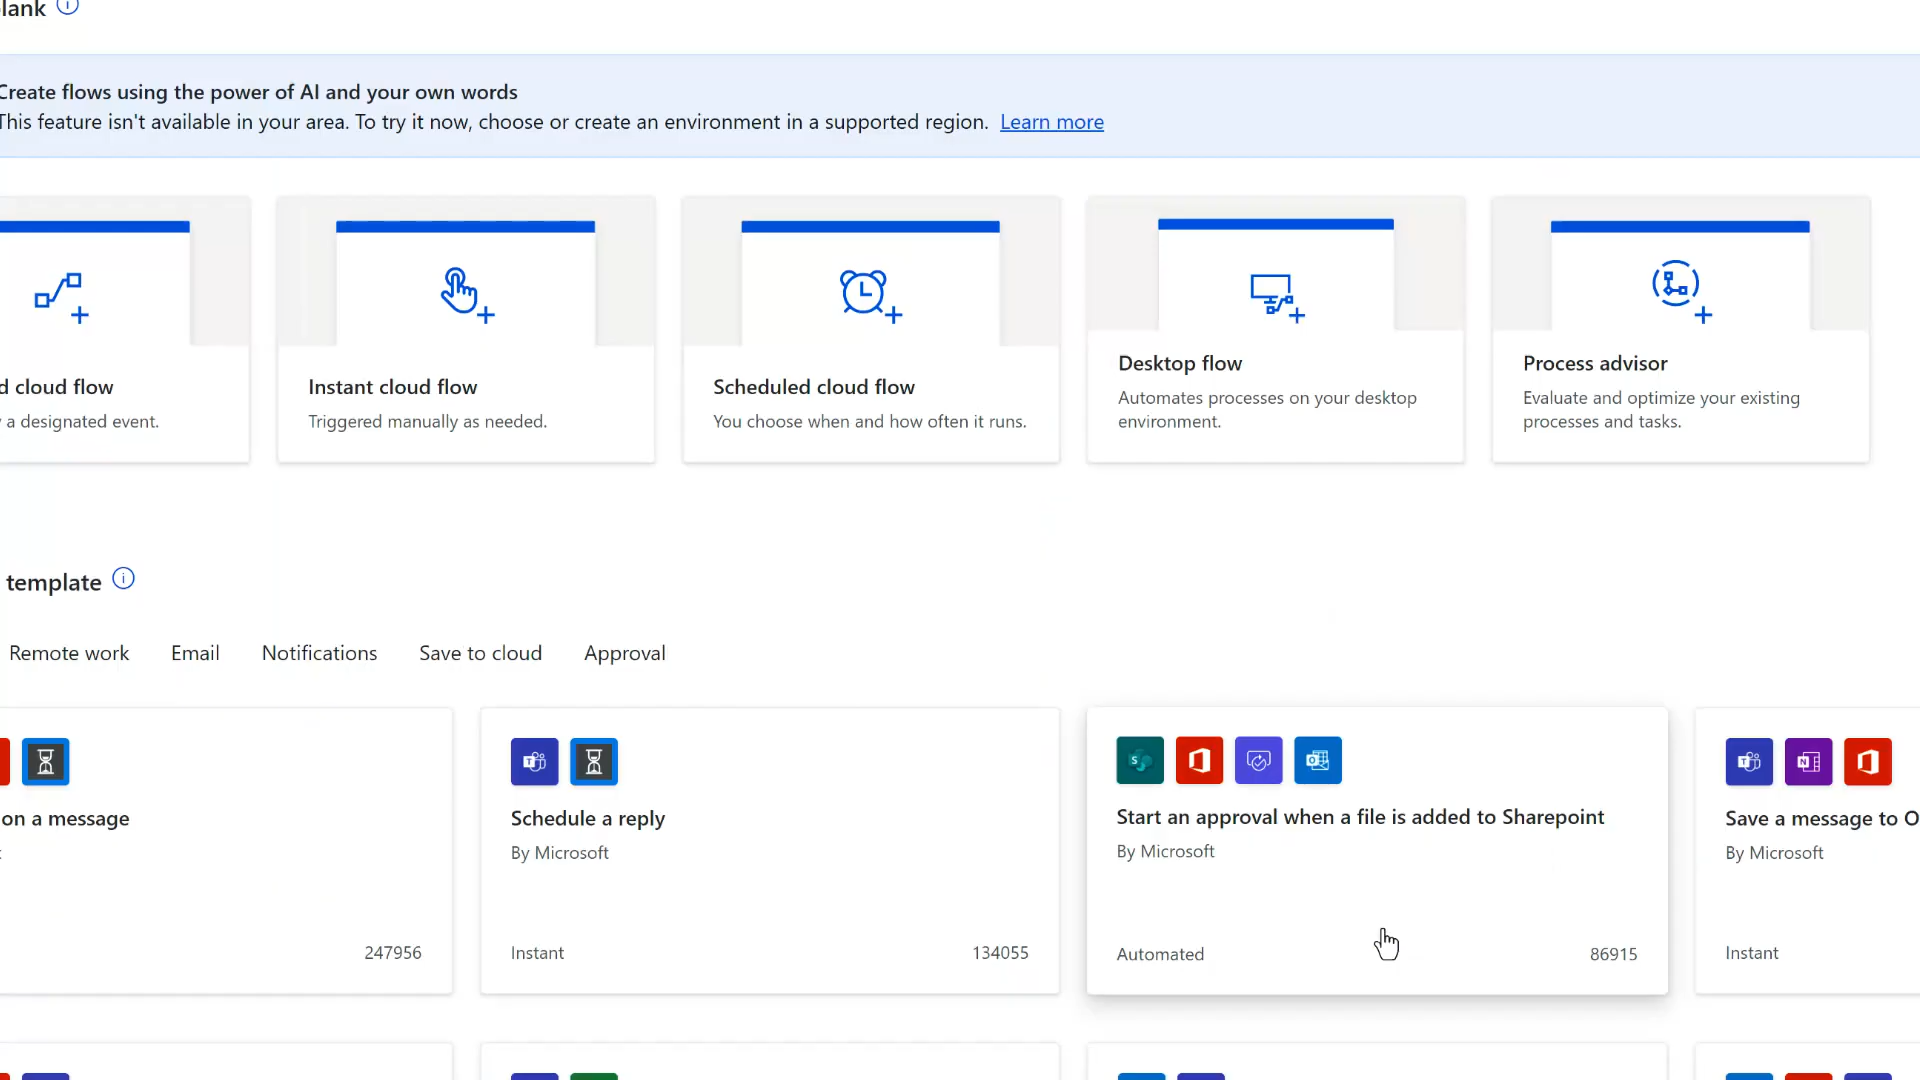 lank
Create flows using the power of AI and your own words
This feature isn't available in your area. To try it now, choose or create an environment in a supported region. Learn more
d cloud flow
a designated event.
Instant cloud flow
Triggered manually as needed.
Scheduled cloud flow
You choose when and how often it runs.
Desktop flow
Automates processes on your desktop
environment.
Process advisor
Evaluate and optimize your existing
processes and tasks.
template
Remote work Email Notifications Save to cloud Approval
on a message
247956
Schedule a reply
By Microsoft
Instant 134055
Start an approval when a file is added to Sharepoint
By Microsoft
Automated 86915
Save a message to O
By Microsoft
Instant